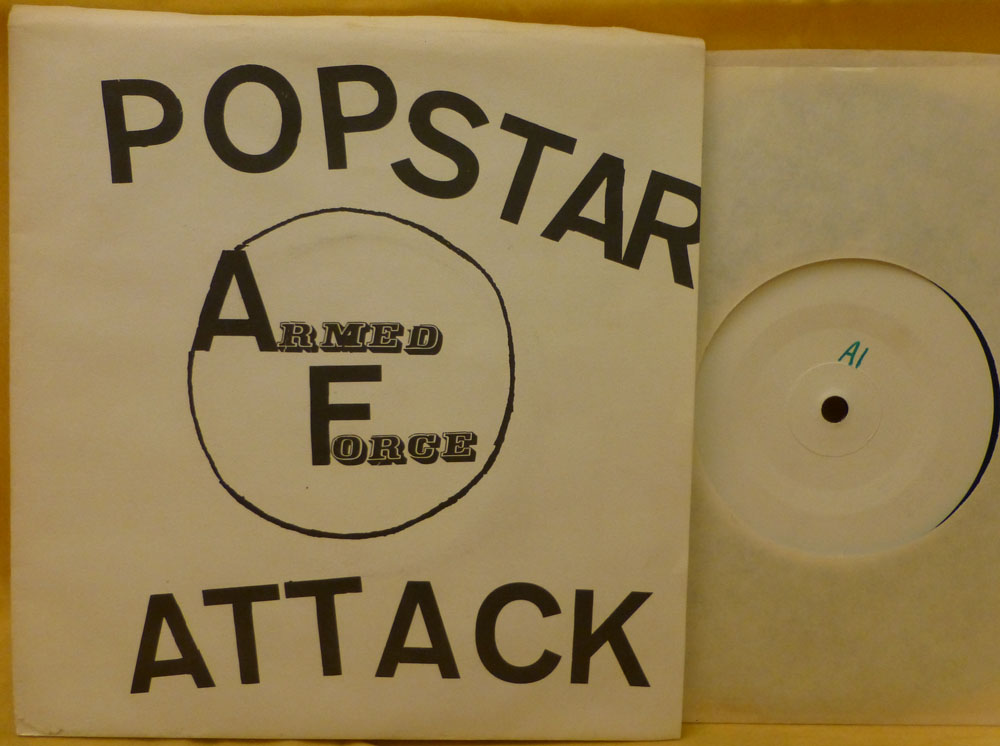 POPSTAR
ARMED
FORCE
ATTACK
A1